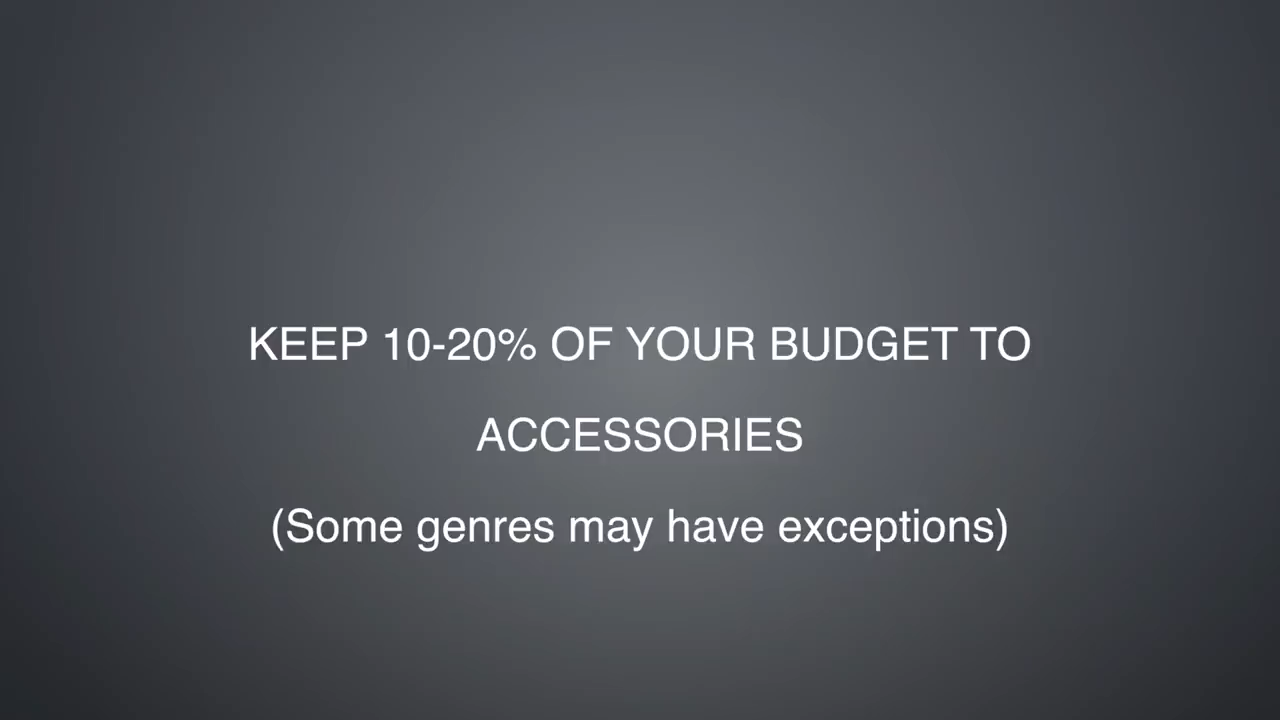 KEEP 10-20% OF YOUR BUDGET TO
ACCESSORIES
(Some genres may have exceptions)